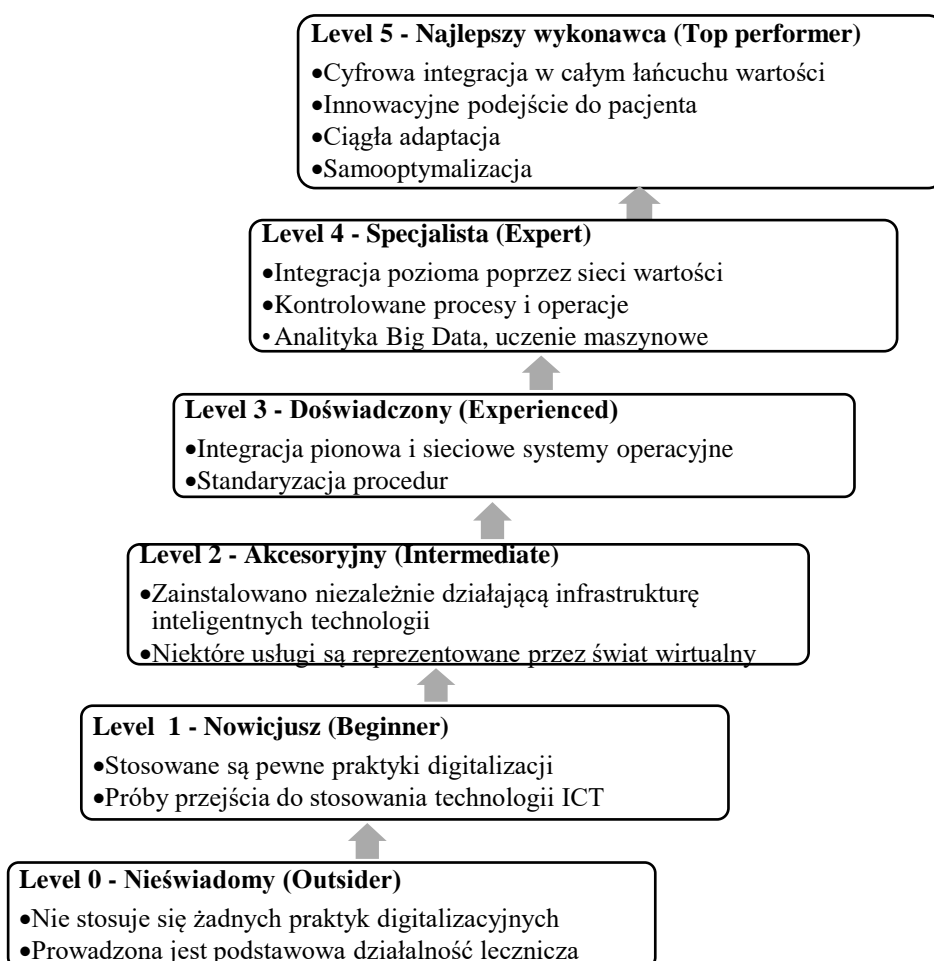 Level 5 - Najlepszy wykonawca (Top performer)
•Cyfrowa integracja w całym łańcuchu wartości
•Innowacyjne podejście do pacjenta
•Ciągła adaptacja
•Samooptymalizacja
Level 4 - Specjalista (Expert)
•Integracja pozioma poprzez sieci wartości
•Kontrolowane procesy i operacje
•Analityka Big Data, uczenie maszynowe
Level 3 - Doświadczony (Experienced)
•Integracja pionowa i sieciowe systemy operacyjne
•Standaryzacja procedur
Level 2 - Akcesoryjny (Intermediate)
•Zainstalowano niezależnie działającą infrastrukturę
inteligentnych technologii
•Niektóre usługi są reprezentowane przez świat wirtualny
Level 1 - Nowicjusz (Beginner)
•Stosowane są pewne praktyki digitalizacji
•Próby przejścia do stosowania technologii ICT
Level 0 - Nieświadomy (Outsider)
•Nie stosuje się żadnych praktyk digitalizacyjnych
•Prowadzona jest podstawowa działalność lecznicza